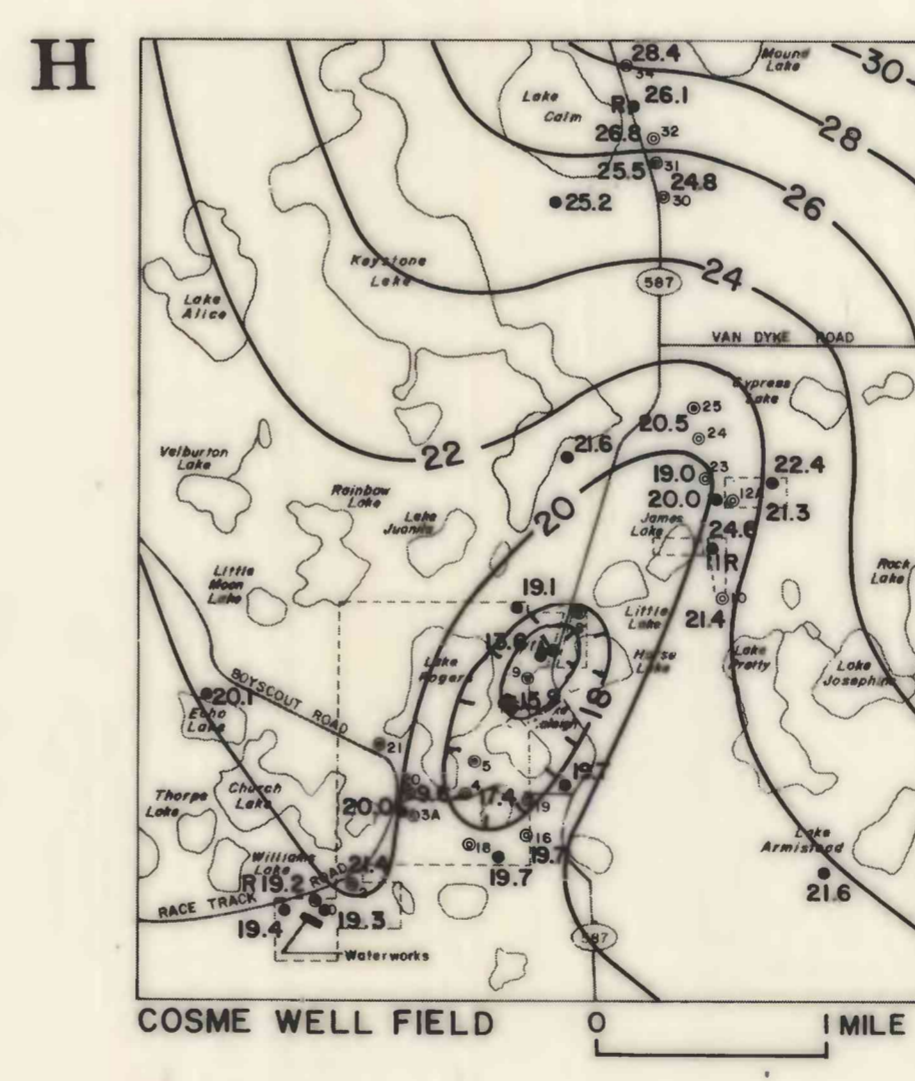 H
28.4
34
Mound
Lake
30
Lake
Calm
R
26.1
26.8
32
28
25.5
31
24.8
30
25.2
26
Keystone
Lake
24
587
Lake
Alice
VAN DYKE ROAD
Cypress
Lake
25
20.5
24
22
21.6
Velburton
Lake
19.0
23
22.4
20.0
12A
21.3
Rainbow
Lake
Lake
Juanita
20
James
Lake
24.6
R
Rock
Lake
Little
Moon
Lake
19.1
21.4
10
Little
Lake
13.6
Horse
Lake
Lake
Pretty
Lake
Josephine
Lake
Rogers
9
18
15.9
20.1
Echo
Lake
BOYSCOUT ROAD
21
5
19.7
4
17.4
19
20.0
3A
Church
Lake
Thorpe
Lake
18
16
19.7
19.7
Lake
Armistead
21.6
Williams
Lake
21.4
R 19.2
RACE TRACK ROAD
19.4
19.3
Waterworks
587
COSME WELL FIELD
0
1 MILE